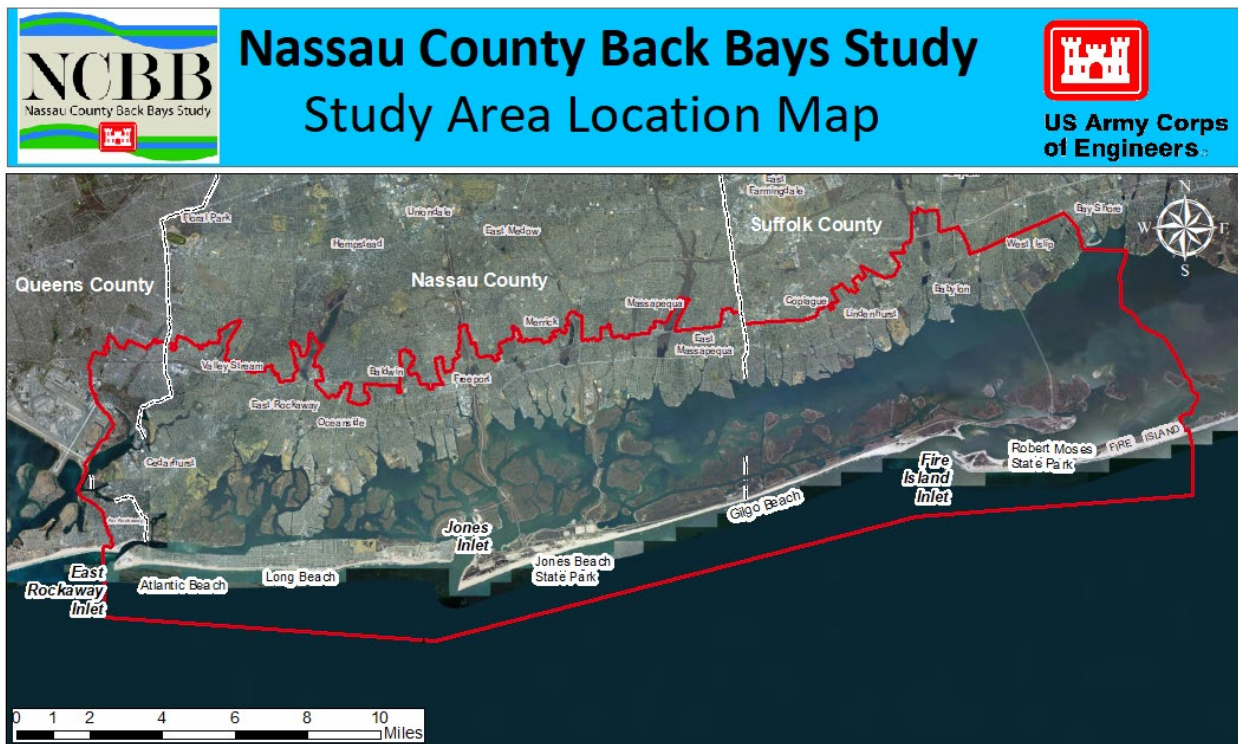 NCBB
Nassau County Back Bays Study
Nassau County Back Bays Study
Study Area Location Map
US Army Corps
of Engineers
Floral Park
Uniondale
East
Farmingdale
Bay Shore
N
W
E
S
Hempstead
East Medow
Suffolk County
West Islip
Queens County
Nassau County
Babylon
Massapequa
Copiague
Lindenhurst
Merrick
East
Massapequa
Valley Stream
Baldwin
Freeport
East Rockaway
Oceanside
Cedarhurst
Robert Moses
State Park
FIRE ISLAND
Fire
Island
Inlet
Gilgo Beach
Jones
Inlet
Jones Beach
State Park
East
Rockaway
Inlet
Atlantic Beach
Long Beach
0 1 2 4 6 8 10
Miles